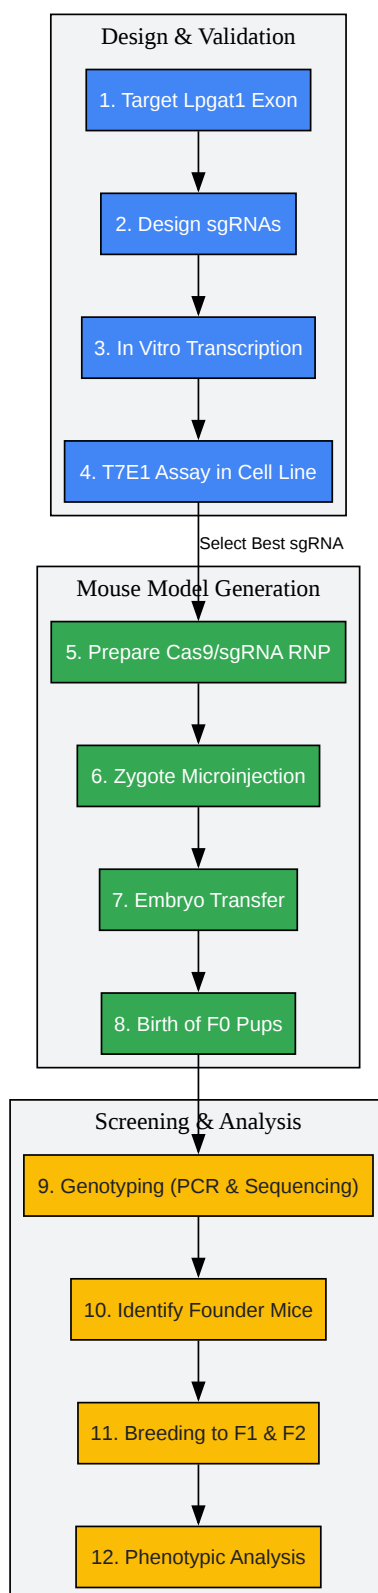 Design & Validation
1. Target Lpgat1 Exon
2. Design sgRNAs
3. In Vitro Transcription
4. T7E1 Assay in Cell Line
Select Best sgRNA
Mouse Model Generation
5. Prepare Cas9/sgRNA RNP
6. Zygote Microinjection
7. Embryo Transfer
8. Birth of F0 Pups
Screening & Analysis
9. Genotyping (PCR & Sequencing)
10. Identify Founder Mice
11. Breeding to F1 & F2
12. Phenotypic Analysis